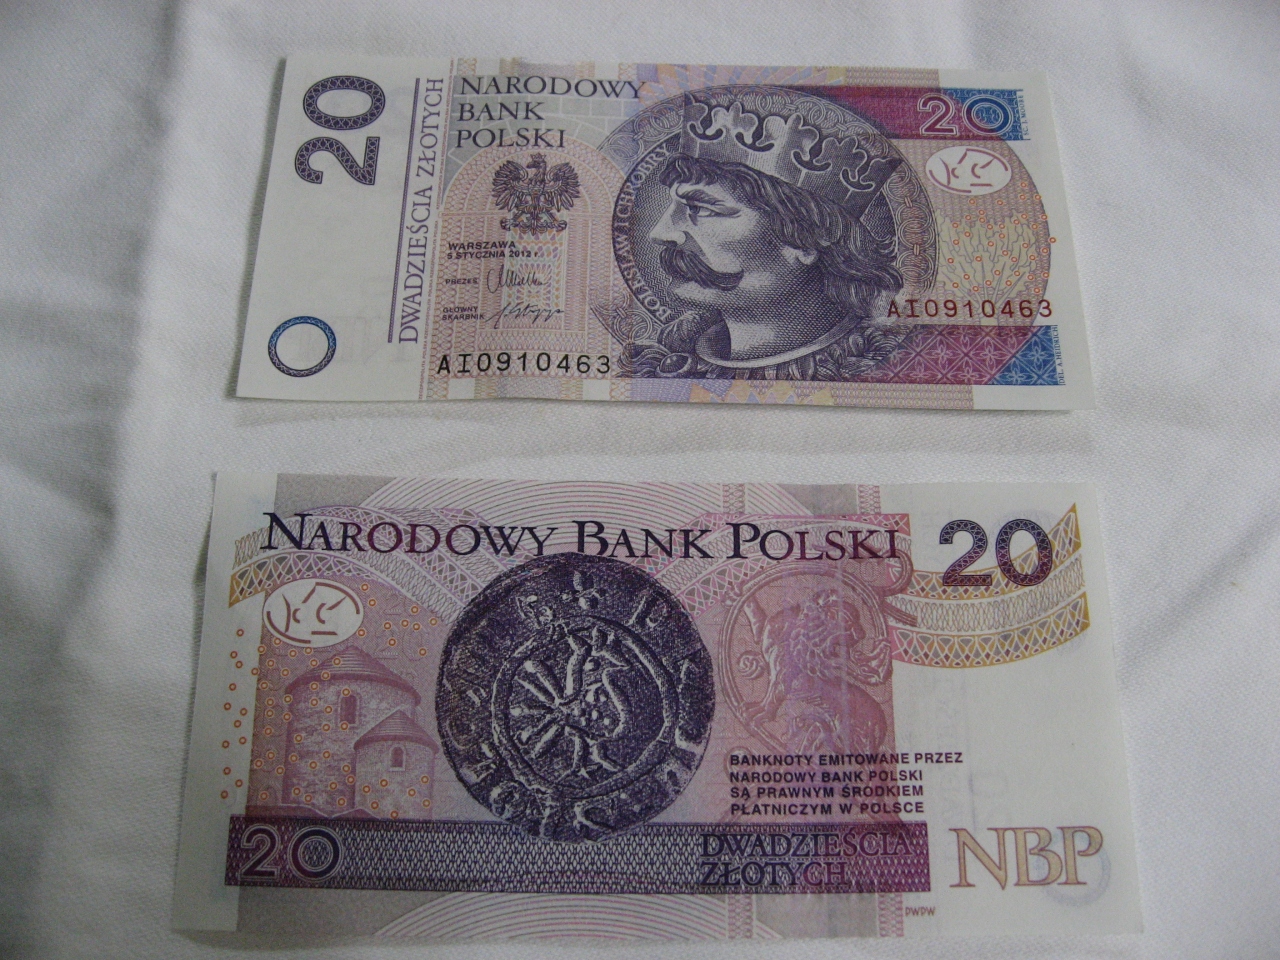 20
DWADZIEŚCIA ZŁOTYCH
NARODOWY
BANK
POLSKI
WARSZAWA
5 STYCZNIA 2012 r.
PREZES
GŁÓWNY
SKARBNIK
AI0910463
BOLESŁAW I CHROBRY
20
AI0910463
NARODOWY BANK POLSKI
20
BANKNOTY EMITOWANE PRZEZ
NARODOWY BANK POLSKI
SĄ PRAWNYM ŚRODKIEM
PŁATNICZYM W POLSCE
20
DWADZIEŚCIA
ZŁOTYCH
NBP
DWDW